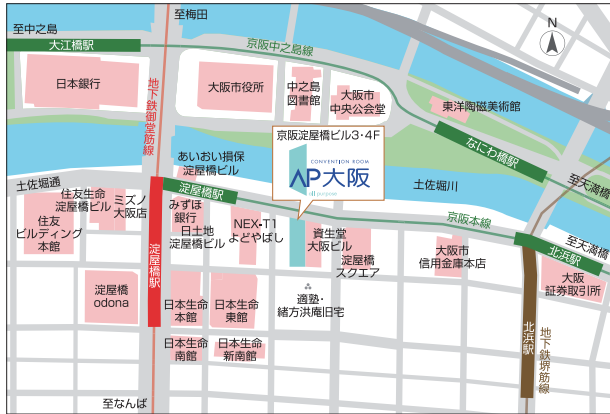 至梅田
至中之島
大江橋駅
京阪中之島線
N
日本銀行
地下鉄御堂筋線
大阪市役所
中之島
図書館
大阪市
中央公会堂
東洋陶磁美術館
なにわ橋駅
至天満橋
京阪淀屋橋ビル3・4F
CONVENTION ROOM
AP大阪
あいおい損保
淀屋橋ビル
土佐堀通
淀屋橋駅
土佐堀川
京阪本線
住友生命
淀屋橋ビル
ミズノ
大阪店
みずほ
銀行
日土地
淀屋橋ビル
NEX-T1
よどやばし
資生堂
大阪ビル
淀屋橋
スクエア
大阪市
信用金庫本店
北浜駅
至天満橋
大阪
証券取引所
住友
ビルディング
本館
淀屋橋駅
淀屋橋
odona
日本生命
本館
日本生命
東館
適塾・
緒方洪庵旧宅
日本生命
南館
日本生命
新南館
北浜駅
地下鉄堺筋線
至なんば